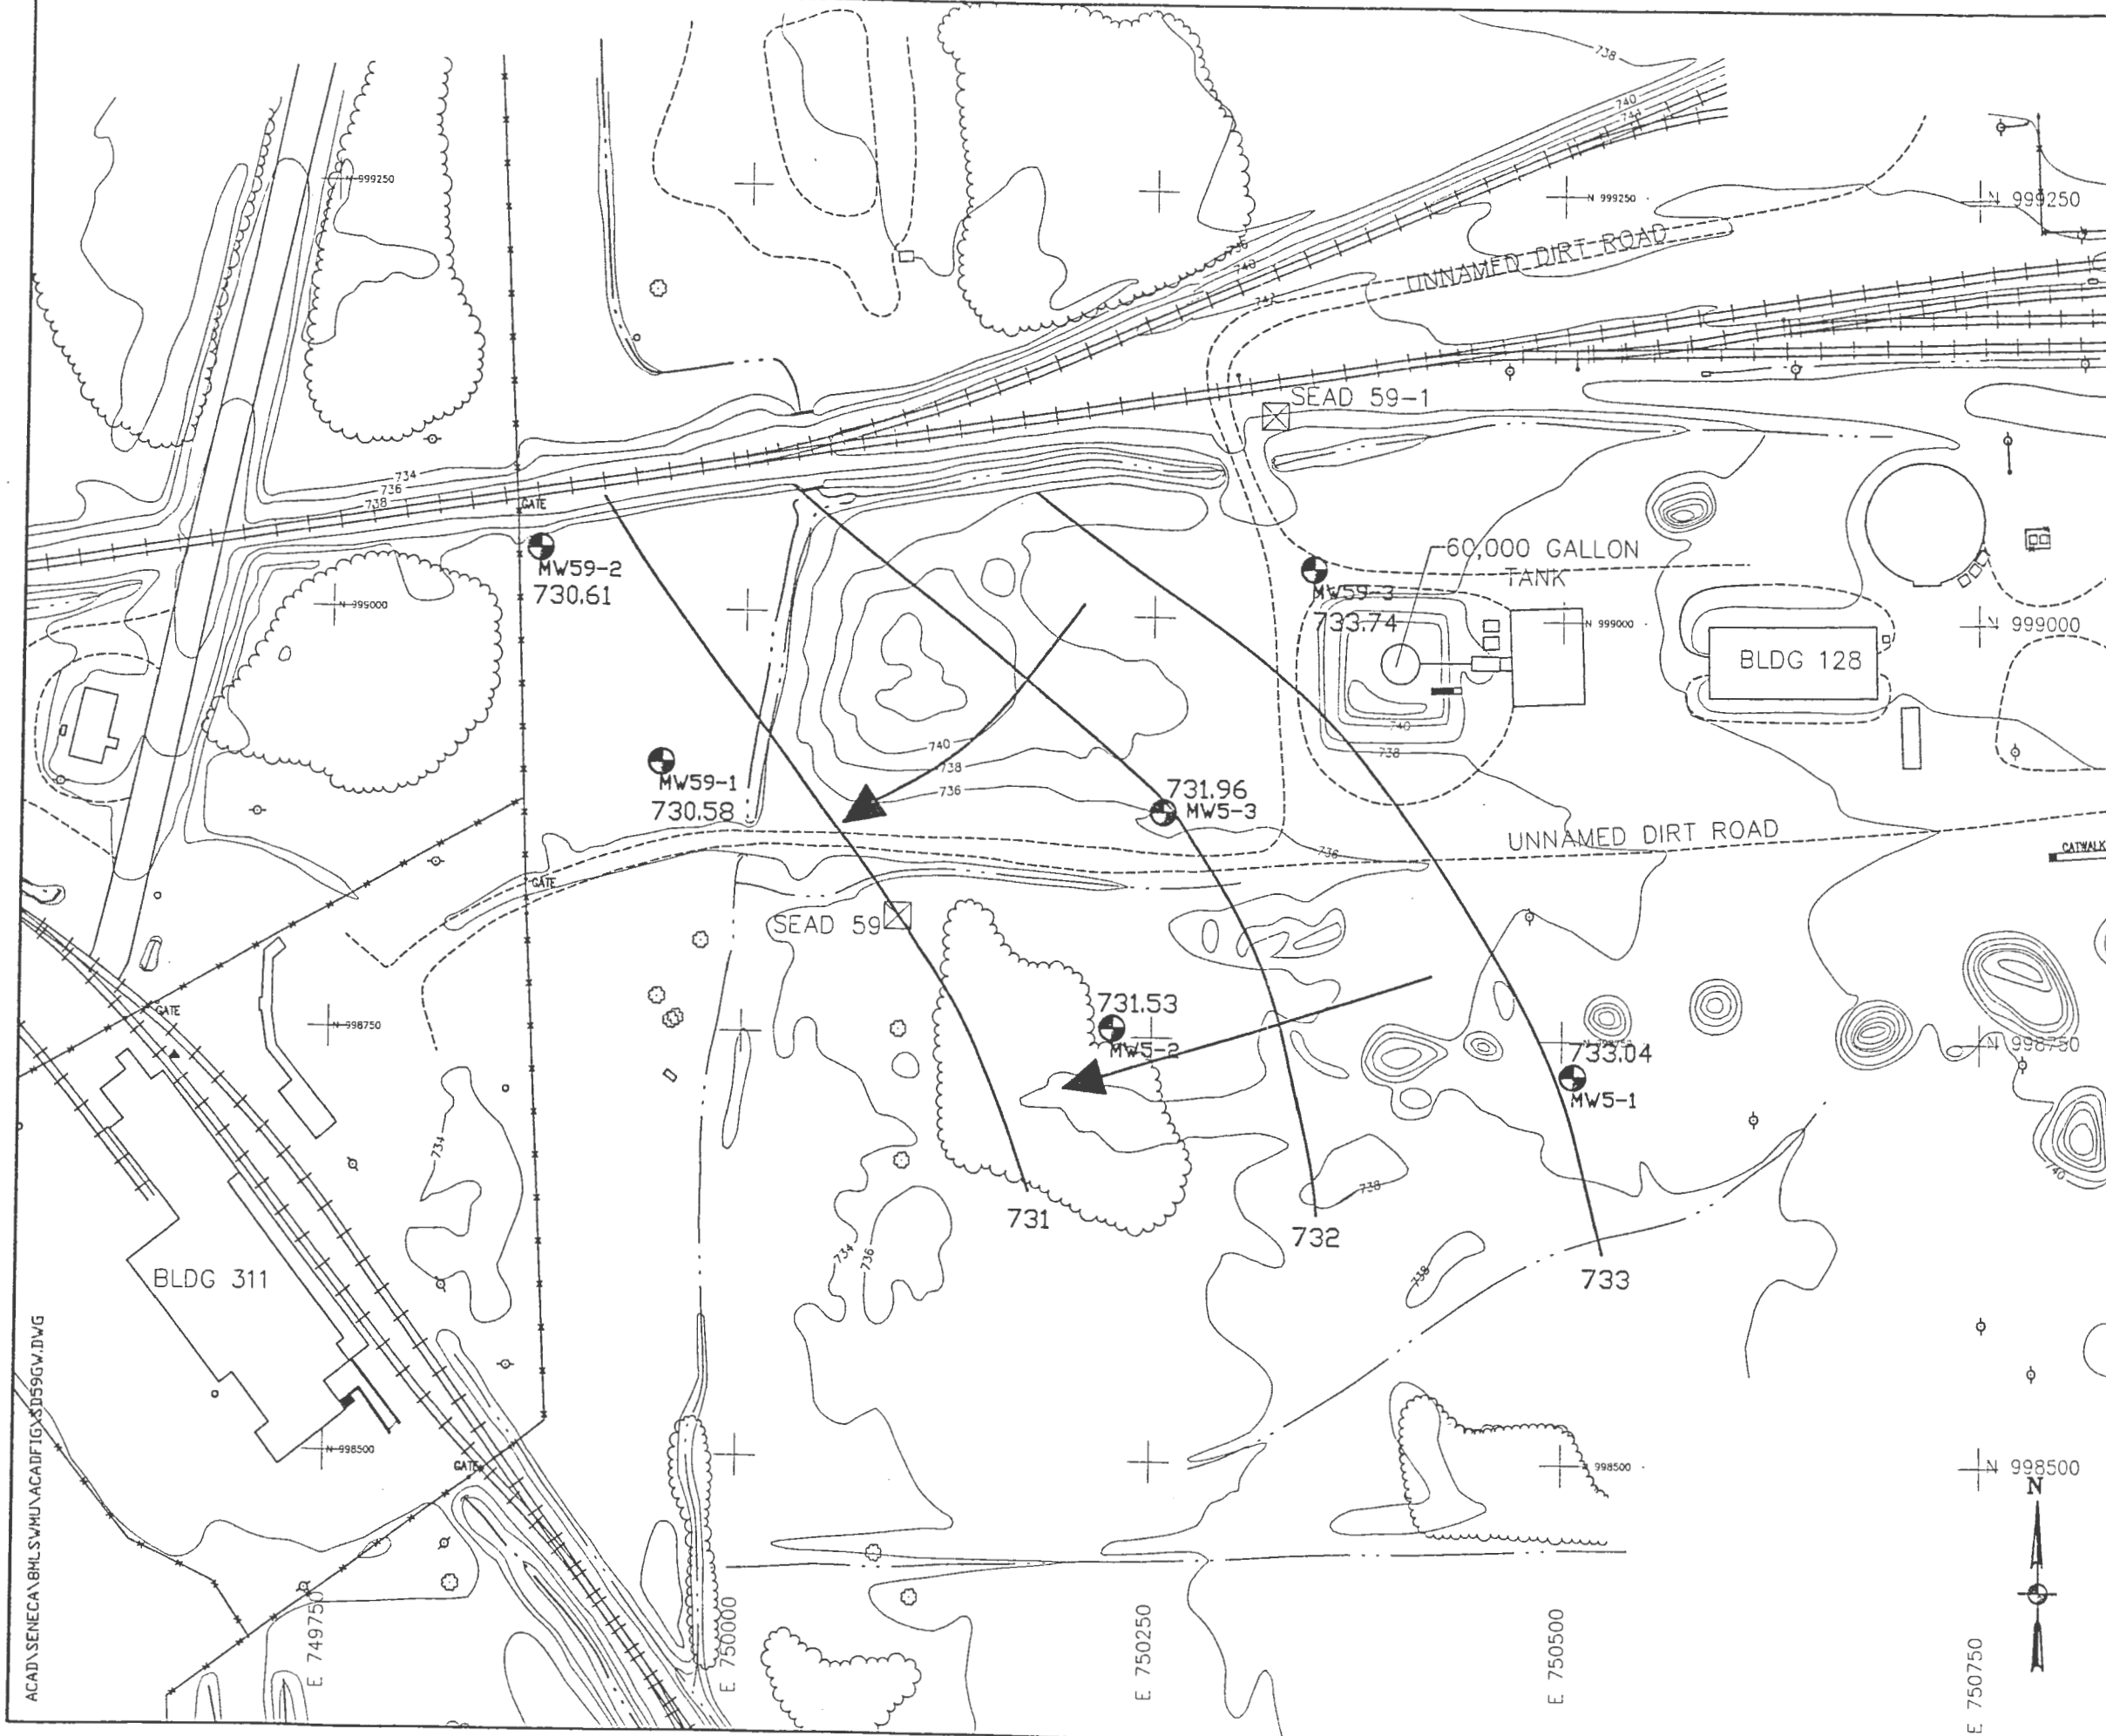 738
740
N 999250
N 999250
N 999250
736
740
UNNAMED DIRT ROAD
SEAD 59-1
734
736
738
GATE
60,000 GALLON
TANK
MW59-2
730.61
MW59-3
733.74
N 999000
N 999000
N 999000
BLDG 128
740
738
740
738
736
MW59-1
730.58
731.96
MW5-3
UNNAMED DIRT ROAD
736
CATWALK
GATE
SEAD 59
731.53
MW5-2
GATE
N 998750
N 998750
733.04
MW5-1
734
738
740
731
732
733
734
736
738
BLDG 311
GATE
N 998500
N 998500
N 998500
N
E 749750
E 750000
E 750250
E 750500
E 750750
ACAD\SENECA\8HLSWMU\ACADFIG\SD59GW.DWG